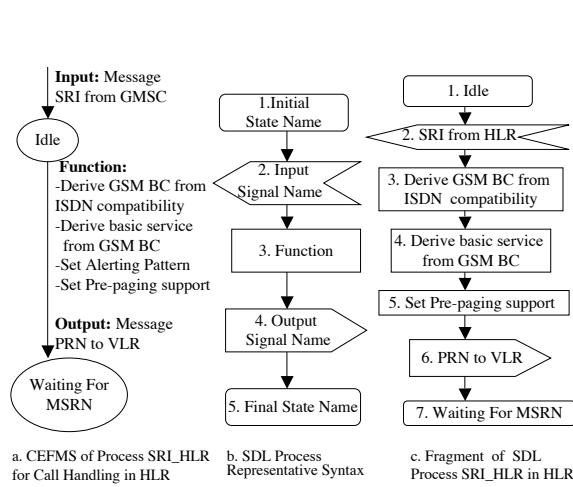 Input: Message
SRI from GMSC
Idle
Function:
-Derive GSM BC from
ISDN compatibility
-Derive basic service
from GSM BC
-Set Alerting Pattern
-Set Pre-paging support
Output: Message
PRN to VLR
Waiting For
MSRN
a. CEFMS of Process SRI_HLR
for Call Handling in HLR
1.Initial
State Name
2. Input
Signal Name
3. Function
4. Output
Signal Name
5. Final State Name
b. SDL Process
Representative Syntax
1. Idle
2. SRI from HLR
3. Derive GSM BC from
ISDN compatibility
4. Derive basic service
from GSM BC
5. Set Pre-paging support
6. PRN to VLR
7. Waiting For MSRN
c. Fragment of SDL
Process SRI_HLR in HLR